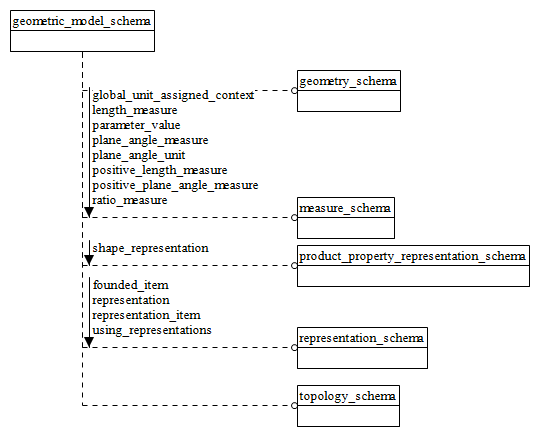 geometric_model_schema
geometry_schema
global_unit_assigned_context
length_measure
parameter_value
plane_angle_measure
plane_angle_unit
positive_length_measure
positive_plane_angle_measure
ratio_measure
measure_schema
shape_representation
product_property_representation_schema
founded_item
representation
representation_item
using_representations
representation_schema
topology_schema